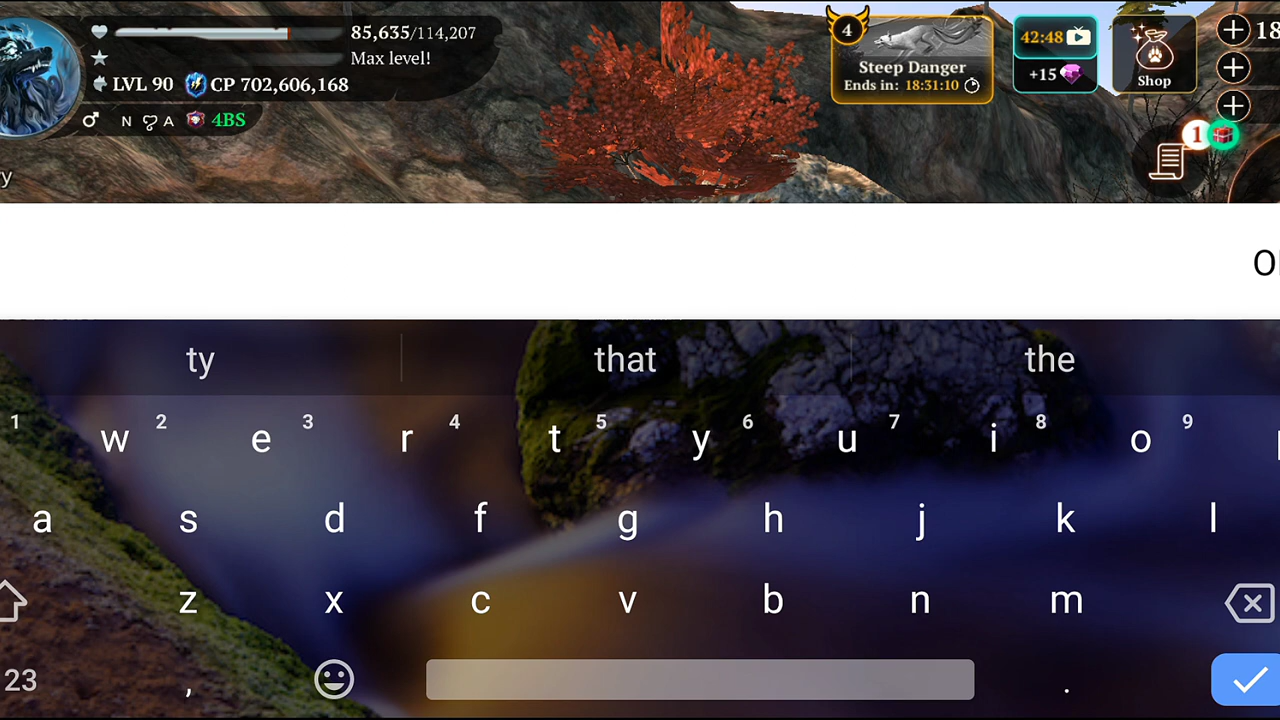 85,635/114,207
Max level!
LVL 90 CP 702,606,168
N A 4BS
4
Steep Danger
Ends in: 18:31:10
42:48
+15
Shop
18
1
y
ty that the
1 2 3 4 5 6 7 8 9
w e r t y u i o
a s d f g h j k l
z x c v b n m
23 , .